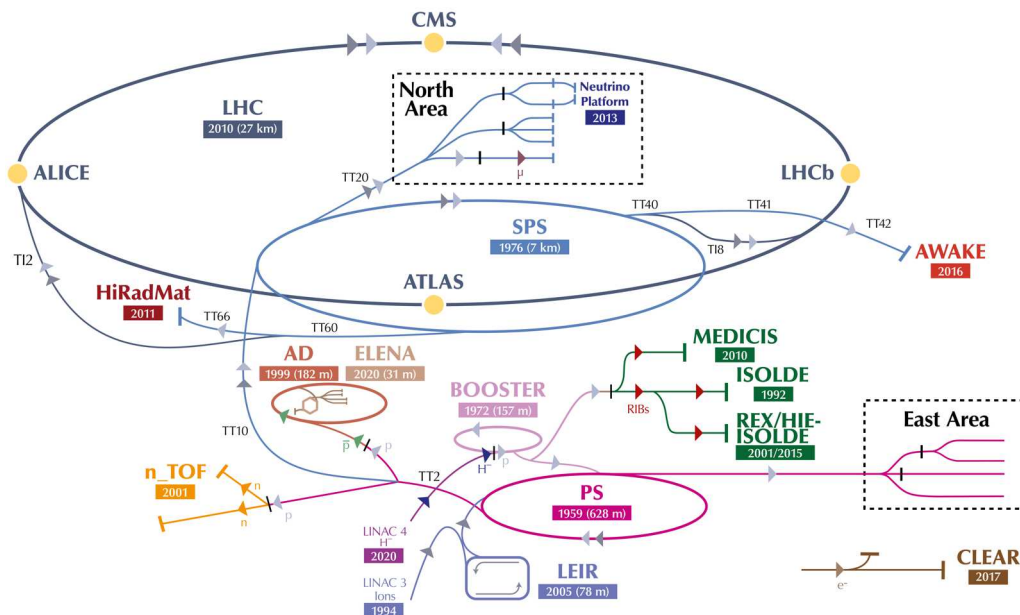 CMS
North
Area
Neutrino
Platform
2013
LHC
2010 (27 km)
ALICE
LHCb
TT20
μ
TT40
TT41
TT42
SPS
1976 (7 km)
TI8
TI2
AWAKE
2016
ATLAS
HiRadMat
2011
TT66
TT60
MEDICIS
2010
AD
1999 (182 m)
ELENA
2020 (31 m)
BOOSTER
1972 (157 m)
ISOLDE
1992
RIBs
REX/HIE-
ISOLDE
2001/2015
East Area
TT10
p̅
p
TT2
H⁻
p
n_TOF
2001
n
n
p
PS
1959 (628 m)
LINAC 4
H⁻
2020
LINAC 3
Ions
1994
LEIR
2005 (78 m)
e⁻
CLEAR
2017